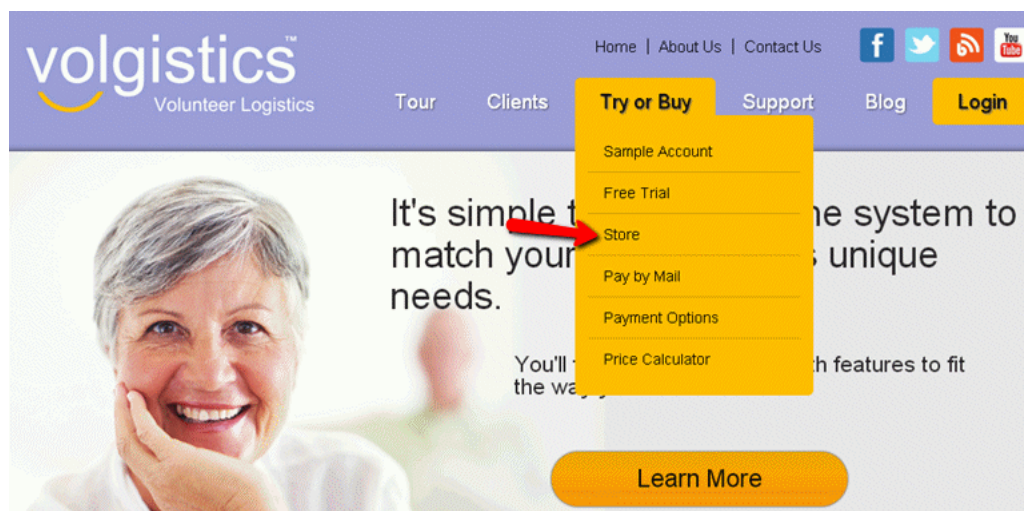 volgistics™
Volunteer Logistics
Home | About Us | Contact Us
You
Tube
Tour
Clients
Try or Buy
Support
Blog
Login
Sample Account
Free Trial
Store
Pay by Mail
Payment Options
Price Calculator
It's simple system to
match your unique
needs.
You'll features to fit
the
Learn More